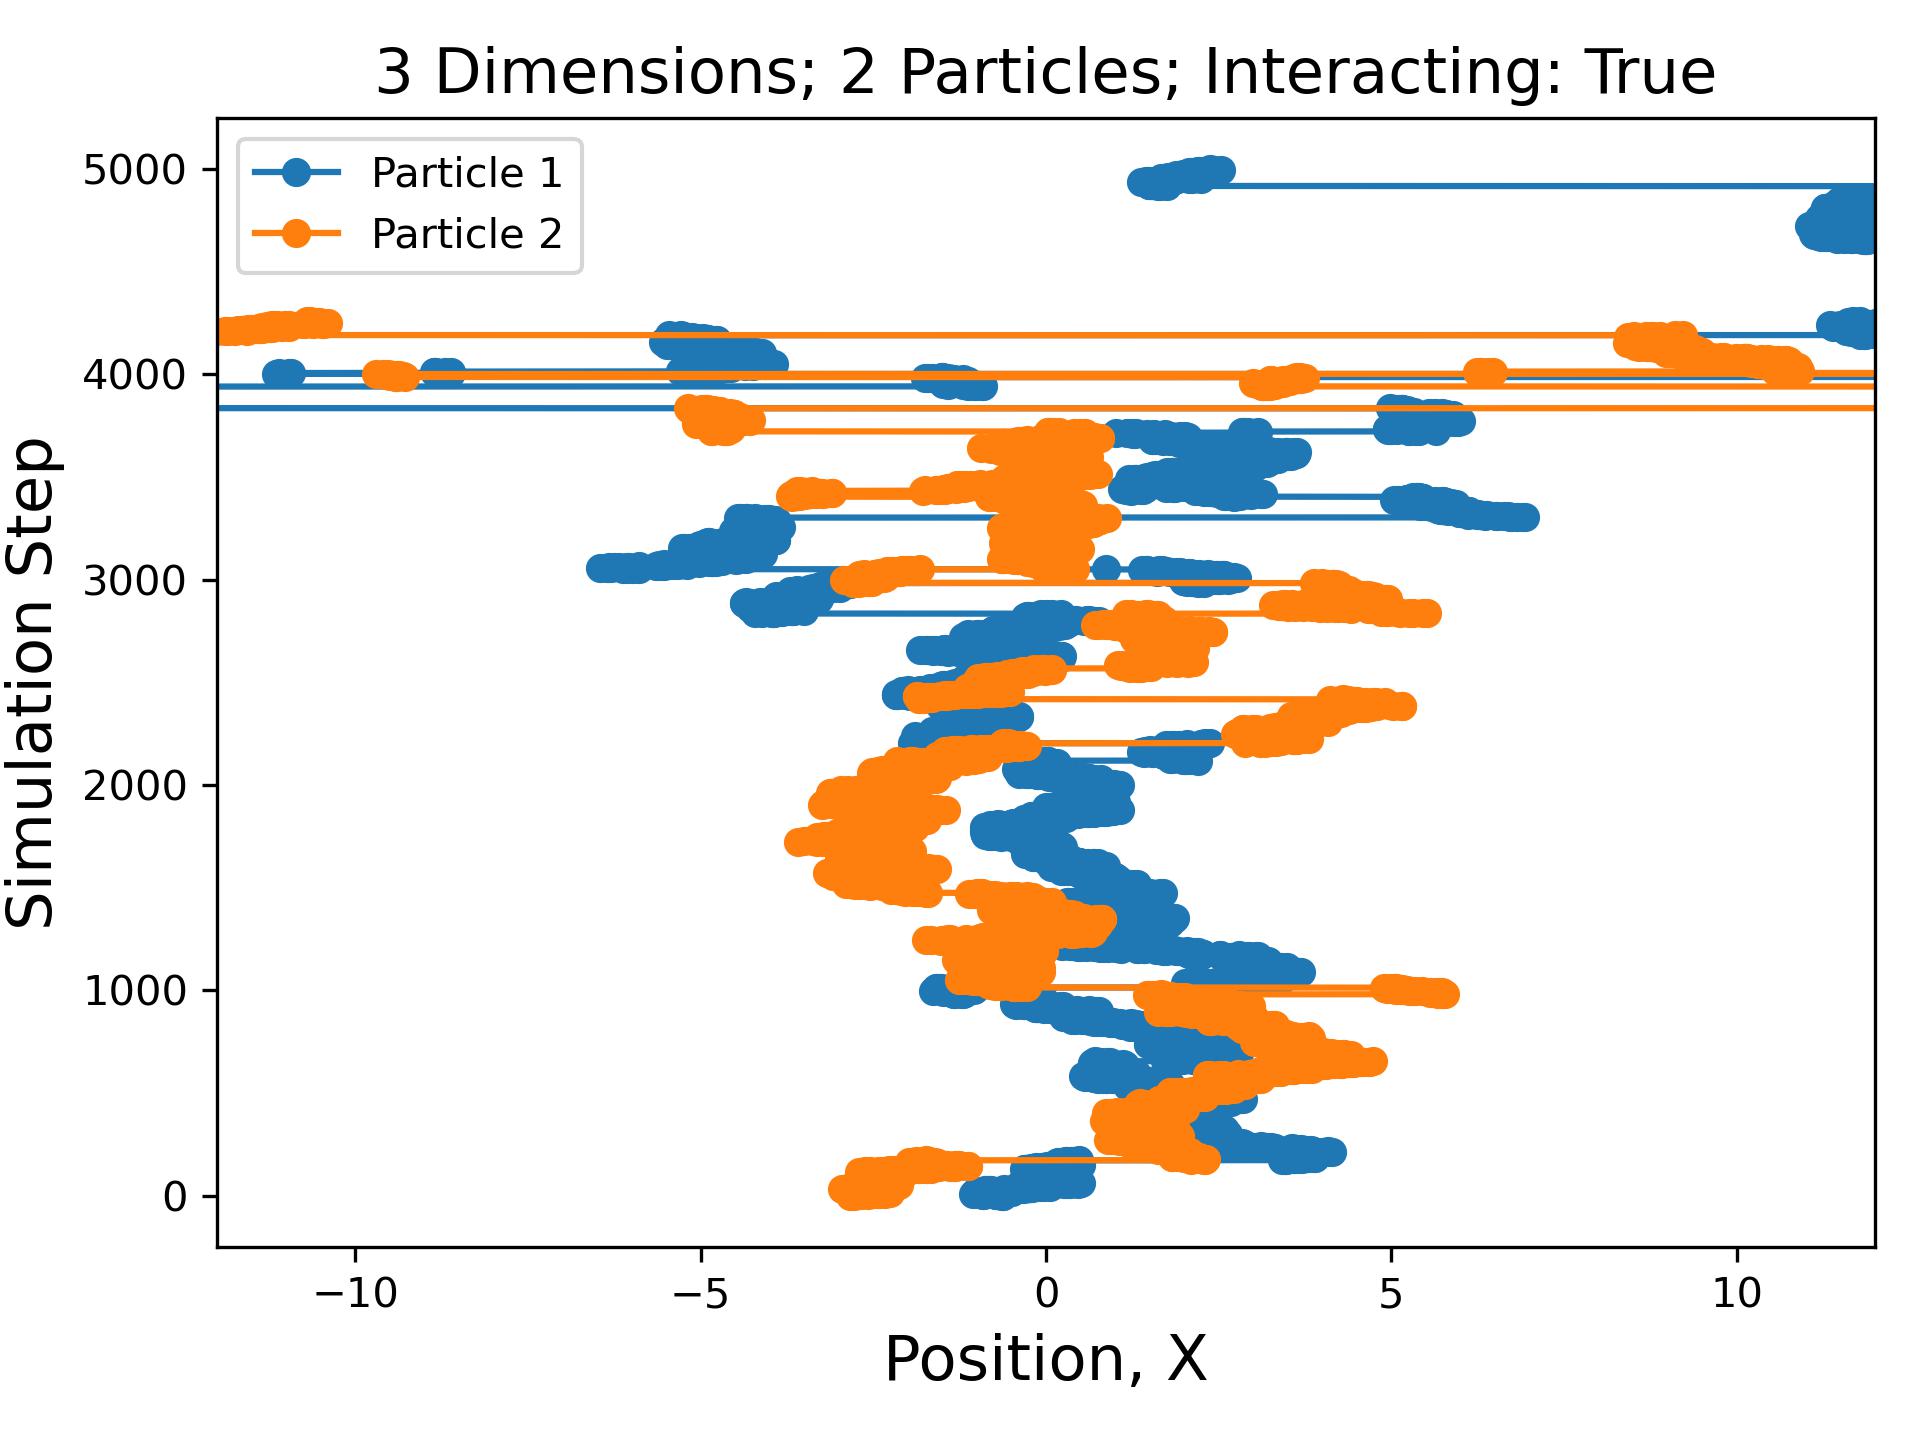 3 Dimensions; 2 Particles; Interacting: True
Particle 1
Particle 2
5000
4000
3000
2000
1000
0
Simulation Step
−10
−5
0
5
10
Position, X